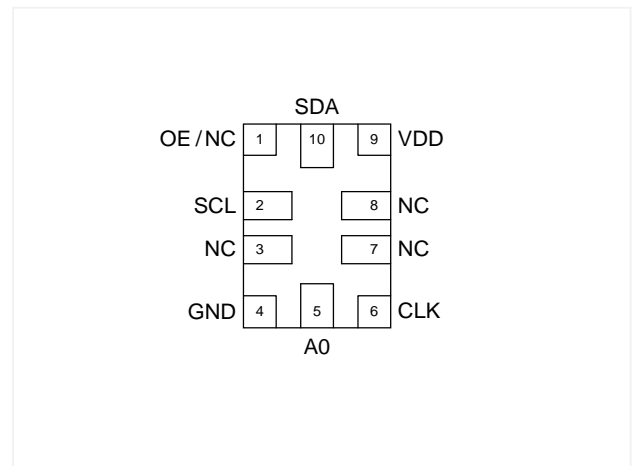 SDA
OE/NC 1 10 9 VDD
SCL 2 8 NC
NC 3 7 NC
GND 4 5 6 CLK
A0